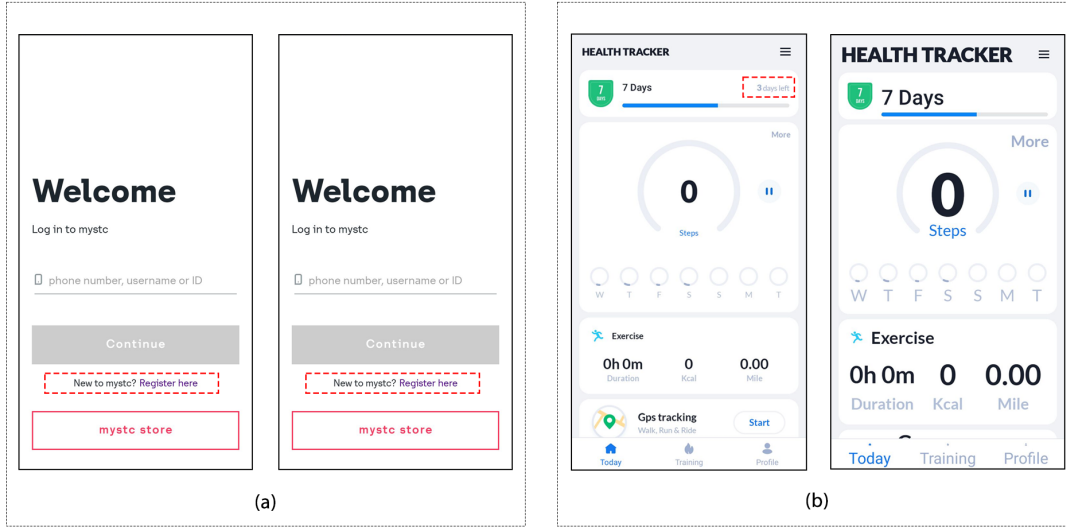 Welcome
Log in to mystc
phone number, username or ID
Continue
New to mystc? Register here
mystc store
Welcome
Log in to mystc
phone number, username or ID
Continue
New to mystc? Register here
mystc store
(a)
HEALTH TRACKER
7 DAYS
7 Days
3 days left
More
0
Steps
W T F S S M T
Exercise
0h 0m 0 0.00
Duration Kcal Mile
Gps tracking
Walk, Run & Ride
Start
Today Training Profile
HEALTH TRACKER
7 DAYS
7 Days
More
0
Steps
W T F S S M T
Exercise
0h 0m 0 0.00
Duration Kcal Mile
Today Training Profile
(b)